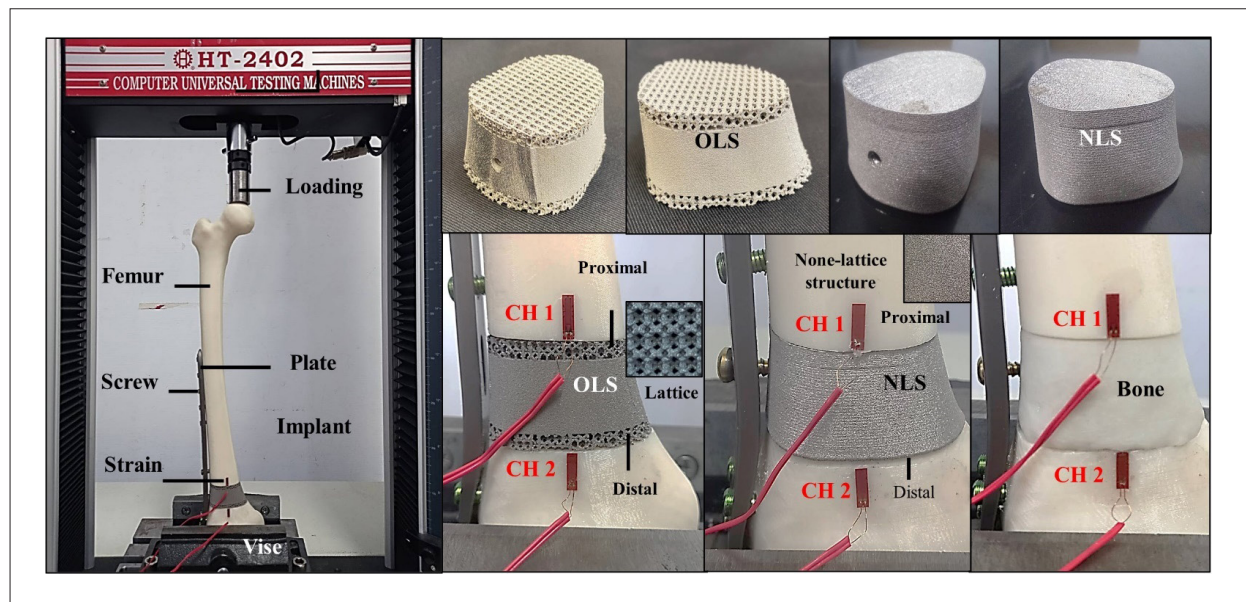 HT-2402
COMPUTER UNIVERSAL TESTING MACHINES
Loading
Femur
Plate
Screw
Implant
Strain
Vise
OLS
NLS
Proximal
CH 1
OLS
Lattice
CH 2
Distal
None-lattice
structure
CH 1
Proximal
NLS
CH 2
Distal
CH 1
Bone
CH 2